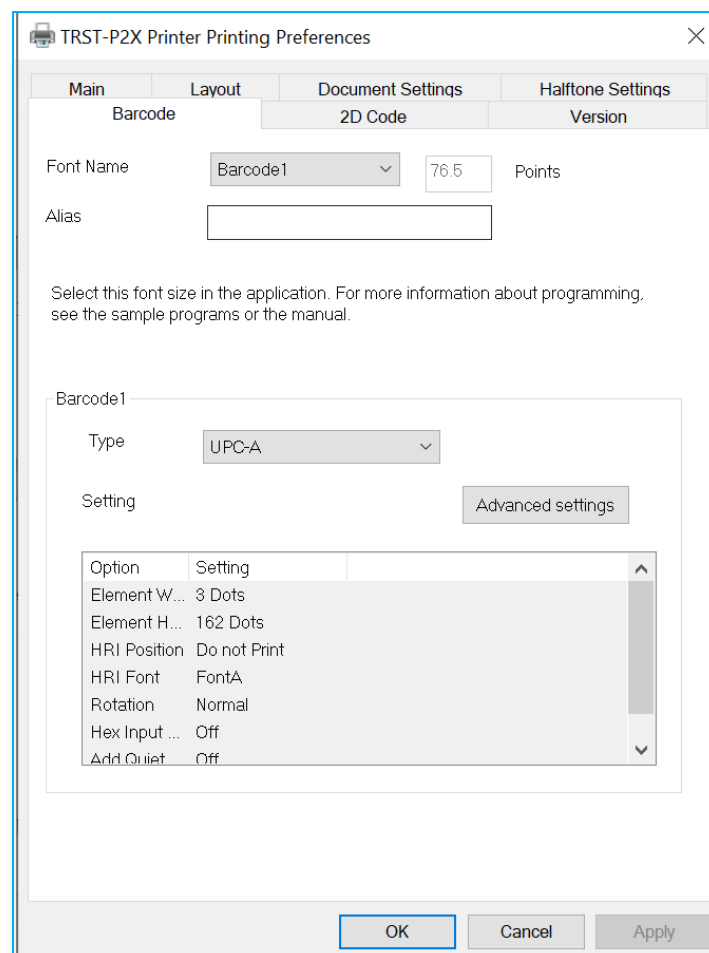 TRST-P2X Printer Printing Preferences
Main Layout Document Settings Halftone Settings
Barcode 2D Code Version
Font Name Barcode1 76.5 Points
Alias
Select this font size in the application. For more information about programming,
see the sample programs or the manual.
Barcode1
Type UPC-A
Setting Advanced settings
Option Setting
Element W... 3 Dots
Element H... 162 Dots
HRI Position Do not Print
HRI Font FontA
Rotation Normal
Hex Input ... Off
Add Quiet Off
OK Cancel Apply